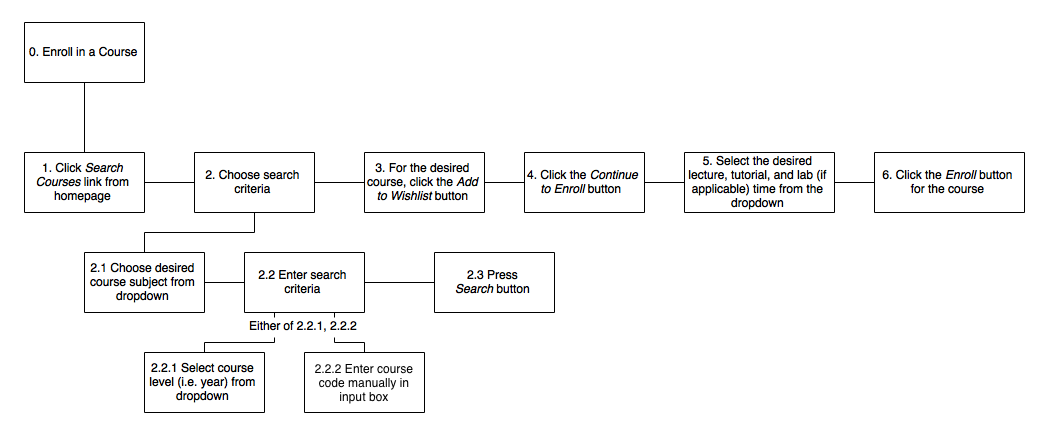 0. Enroll in a Course
1. Click Search
Courses link from
homepage
2. Choose search
criteria
3. For the desired
course, click the Add
to Wishlist button
4. Click the Continue
to Enroll button
5. Select the desired
lecture, tutorial, and lab (if
applicable) time from the
dropdown
6. Click the Enroll button
for the course
2.1 Choose desired
course subject from
dropdown
2.2 Enter search
criteria
2.3 Press
Search button
Either of 2.2.1, 2.2.2
2.2.1 Select course
level (i.e. year) from
dropdown
2.2.2 Enter course
code manually in
input box